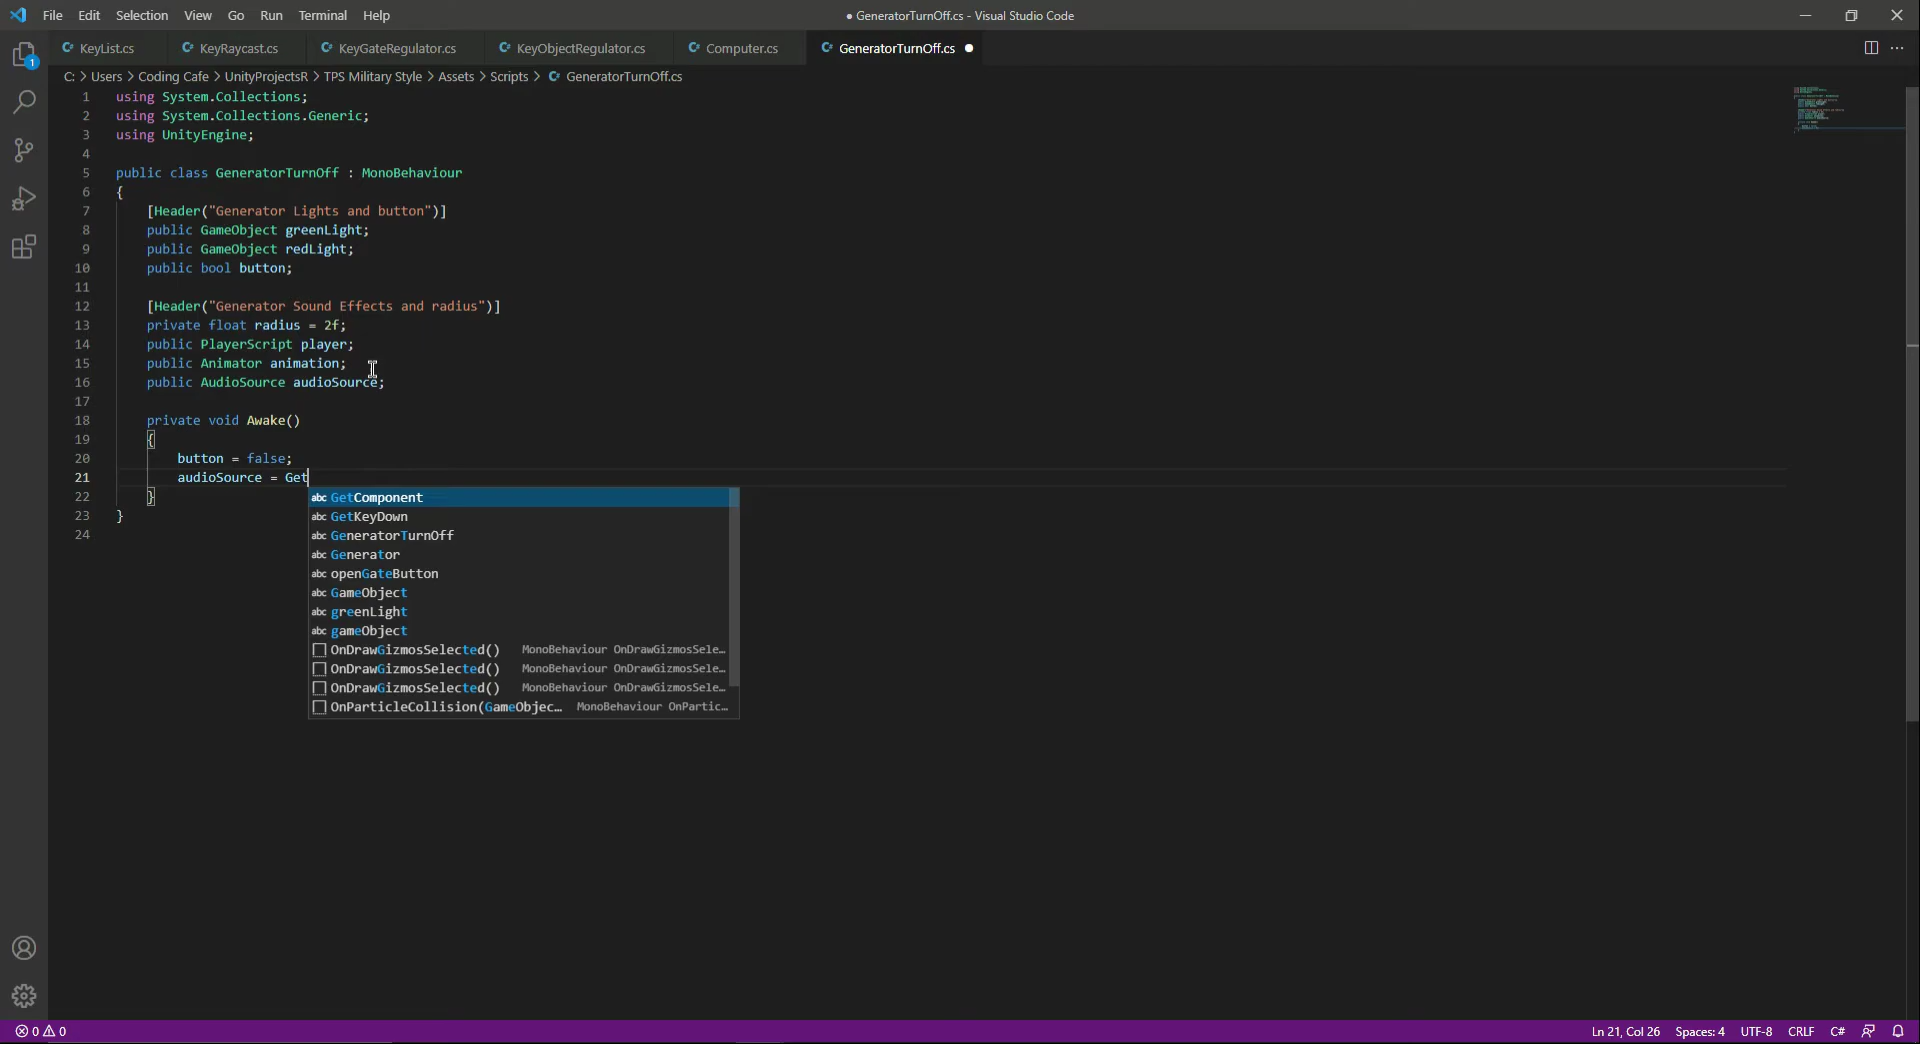 File Edit Selection View Go Run Terminal Help
● GeneratorTurnOff.cs - Visual Studio Code
KeyList.cs KeyRaycast.cs KeyGateRegulator.cs KeyObjectRegulator.cs Computer.cs GeneratorTurnOff.cs ●
1
C: > Users > Coding Cafe > UnityProjectsR > TPS Military Style > Assets > Scripts > GeneratorTurnOff.cs
1 using System.Collections;
2 using System.Collections.Generic;
3 using UnityEngine;
4
5 public class GeneratorTurnOff : MonoBehaviour
6 {
7 [Header("Generator Lights and button")]
8 public GameObject greenLight;
9 public GameObject redLight;
10 public bool button;
11
12 [Header("Generator Sound Effects and radius")]
13 private float radius = 2f;
14 public PlayerScript player;
15 public Animator animation;
16 public AudioSource audioSource;
17
18 private void Awake()
19 {
20 button = false;
21 audioSource = Get
22 }
23 }
24
abc GetComponent
abc GetKeyDown
abc GeneratorTurnOff
abc Generator
abc openGateButton
abc GameObject
abc greenLight
abc gameObject
OnDrawGizmosSelected() MonoBehaviour OnDrawGizmosSele…
OnDrawGizmosSelected() MonoBehaviour OnDrawGizmosSele…
OnDrawGizmosSelected() MonoBehaviour OnDrawGizmosSele…
OnParticleCollision(GameObjec… MonoBehaviour OnPartic…
0 0 Ln 21, Col 26 Spaces: 4 UTF-8 CRLF C#